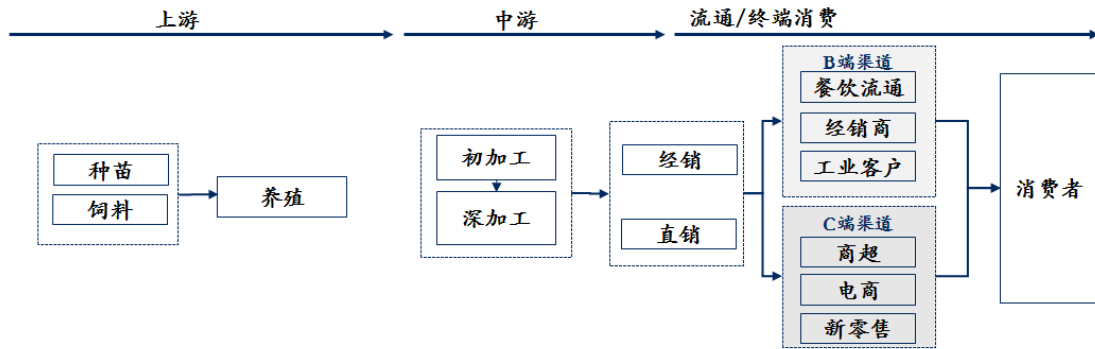 上游
中游
流通/终端消费
种苗
饲料
养殖
初加工
深加工
经销
直销
B端渠道
餐饮流通
经销商
工业客户
C端渠道
商超
电商
新零售
消费者